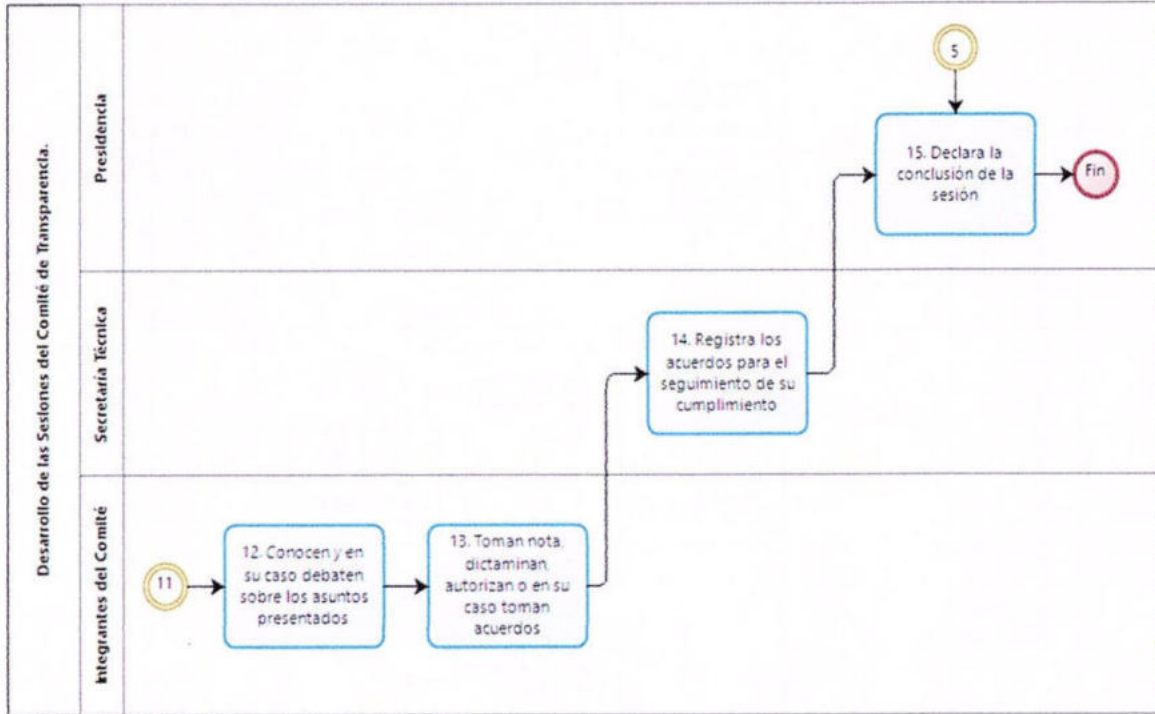 Desarrollo de las Sesiones del Comité de Transparencia.
Presidencia
5
15. Declara la
conclusión de la
sesión
Fin
Secretaría Técnica
14. Registra los
acuerdos para el
seguimiento de su
cumplimiento
Integrantes del Comité
11
12. Conocen y en
su caso debaten
sobre los asuntos
presentados
13. Toman nota,
dictaminan,
autorizan o en su
caso toman
acuerdos